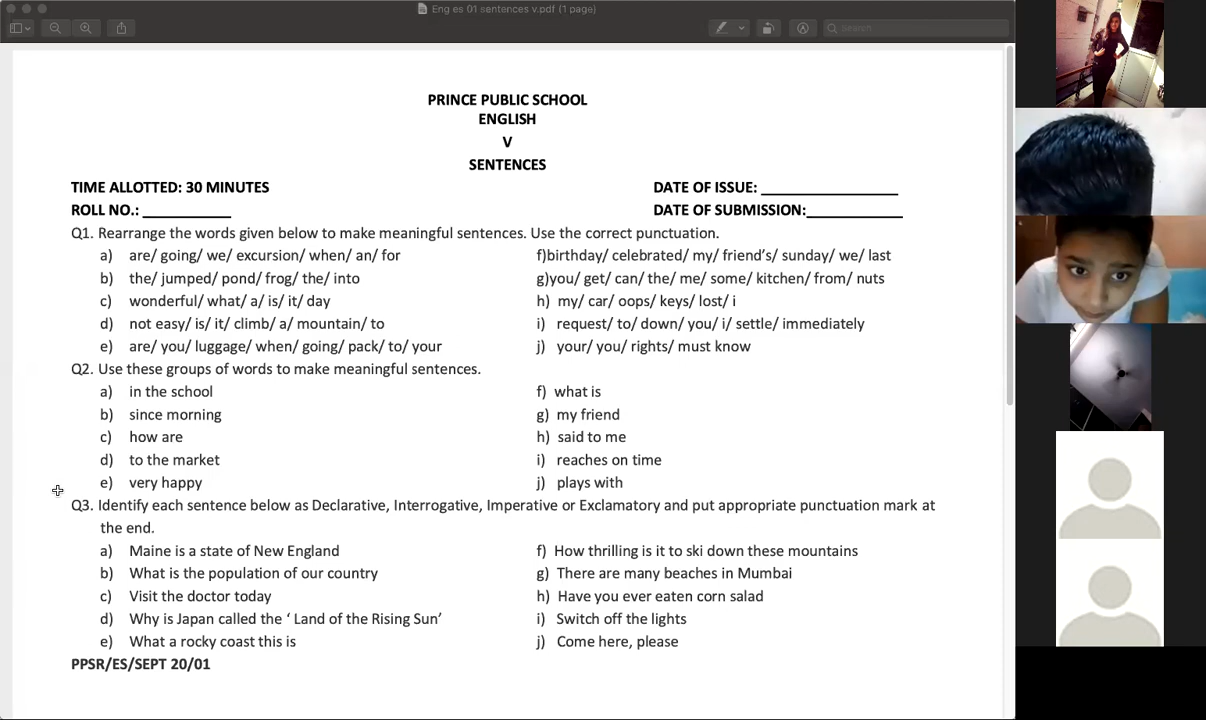 Eng es 01 sentences v.pdf (1 page)
Search
PRINCE PUBLIC SCHOOL
ENGLISH
V
SENTENCES
TIME ALLOTTED: 30 MINUTES DATE OF ISSUE: _________________
ROLL NO.: ___________ DATE OF SUBMISSION:____________
Q1. Rearrange the words given below to make meaningful sentences. Use the correct punctuation.
a) are/ going/ we/ excursion/ when/ an/ for f)birthday/ celebrated/ my/ friend's/ sunday/ we/ last
b) the/ jumped/ pond/ frog/ the/ into g)you/ get/ can/ the/ me/ some/ kitchen/ from/ nuts
c) wonderful/ what/ a/ is/ it/ day h) my/ car/ oops/ keys/ lost/ i
d) not easy/ is/ it/ climb/ a/ mountain/ to i) request/ to/ down/ you/ i/ settle/ immediately
e) are/ you/ luggage/ when/ going/ pack/ to/ your j) your/ you/ rights/ must know
Q2. Use these groups of words to make meaningful sentences.
a) in the school f) what is
b) since morning g) my friend
c) how are h) said to me
d) to the market i) reaches on time
e) very happy j) plays with
Q3. Identify each sentence below as Declarative, Interrogative, Imperative or Exclamatory and put appropriate punctuation mark at
the end.
a) Maine is a state of New England f) How thrilling is it to ski down these mountains
b) What is the population of our country g) There are many beaches in Mumbai
c) Visit the doctor today h) Have you ever eaten corn salad
d) Why is Japan called the ‘ Land of the Rising Sun’ i) Switch off the lights
e) What a rocky coast this is j) Come here, please
PPSR/ES/SEPT 20/01